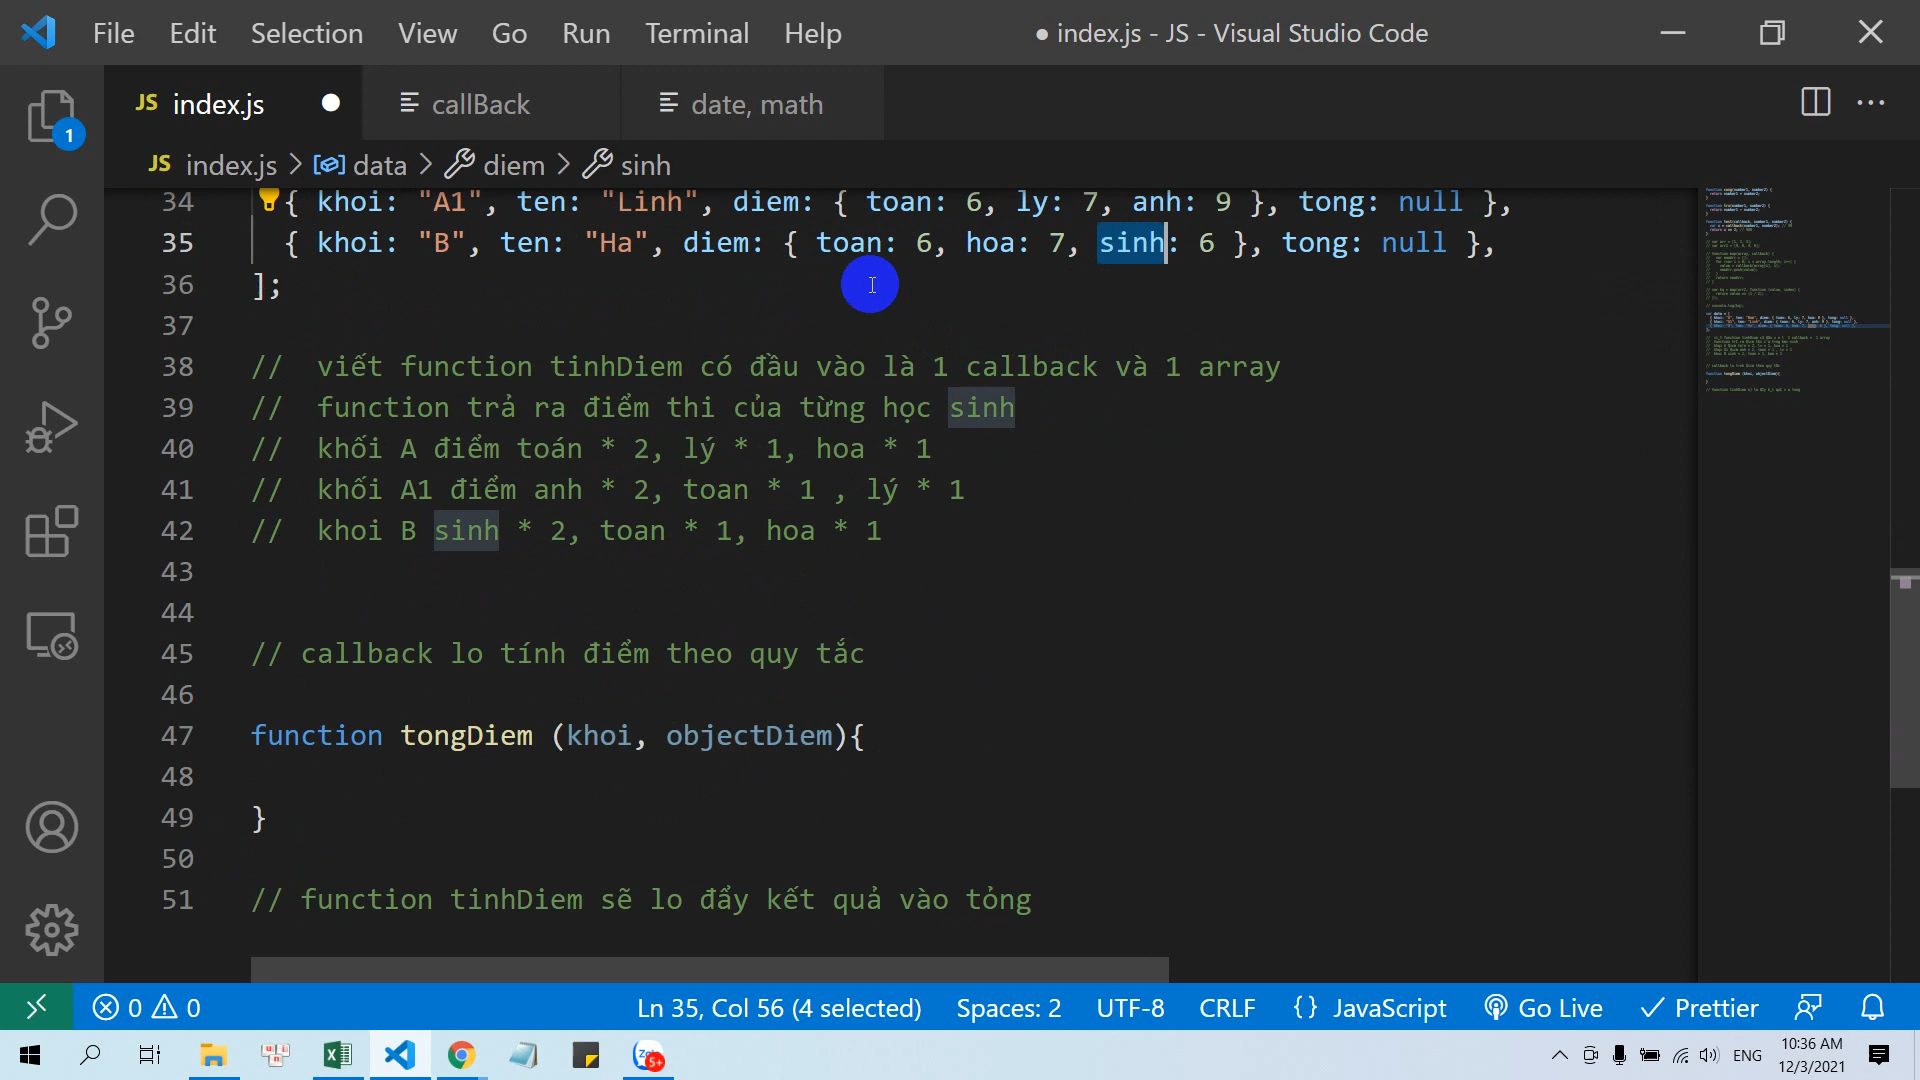 File Edit Selection View Go Run Terminal Help ● index.js - JS - Visual Studio Code
JS index.js callBack date, math
JS index.js > data > diem > sinh
34 { khoi: "A1", ten: "Linh", diem: { toan: 6, ly: 7, anh: 9 }, tong: null },
35 { khoi: "B", ten: "Ha", diem: { toan: 6, hoa: 7, sinh: 6 }, tong: null },
36 ];
37
38 // viết function tinhDiem có đầu vào là 1 callback và 1 array
39 // function trả ra điểm thi của từng học sinh
40 // khối A điểm toán * 2, lý * 1, hoa * 1
41 // khối A1 điểm anh * 2, toan * 1 , lý * 1
42 // khoi B sinh * 2, toan * 1, hoa * 1
43
44
45 // callback lo tính điểm theo quy tắc
46
47 function tongDiem (khoi, objectDiem){
48
49 }
50
51 // function tinhDiem sẽ lo đẩy kết quả vào tỏng
1
0 0 Ln 35, Col 56 (4 selected) Spaces: 2 UTF-8 CRLF {} JavaScript Go Live Prettier
5+ ENG 10:36 AM
12/3/2021